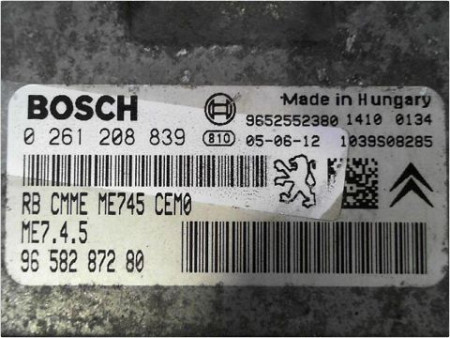 BOSCH
Made in Hungary
9652552380 1410 0134
0 261 208 839 810 05-06-12 1039S08285
RB CMME ME745 CEM0
ME7.4.5
96 582 872 80